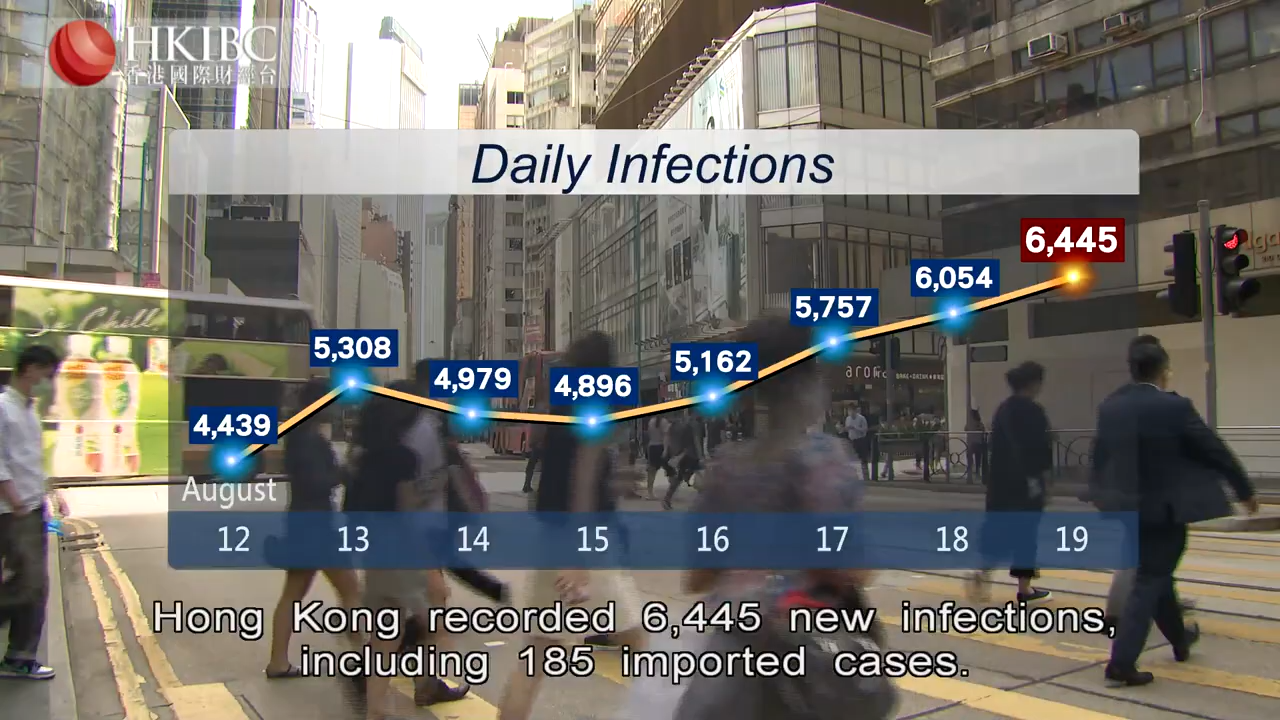 HKIBC
香港國際財經台
Daily Infections
6,445
6,054
5,757
5,308
5,162
4,979
4,896
4,439
August
12 13 14 15 16 17 18 19
Hong Kong recorded 6,445 new infections,
including 185 imported cases.